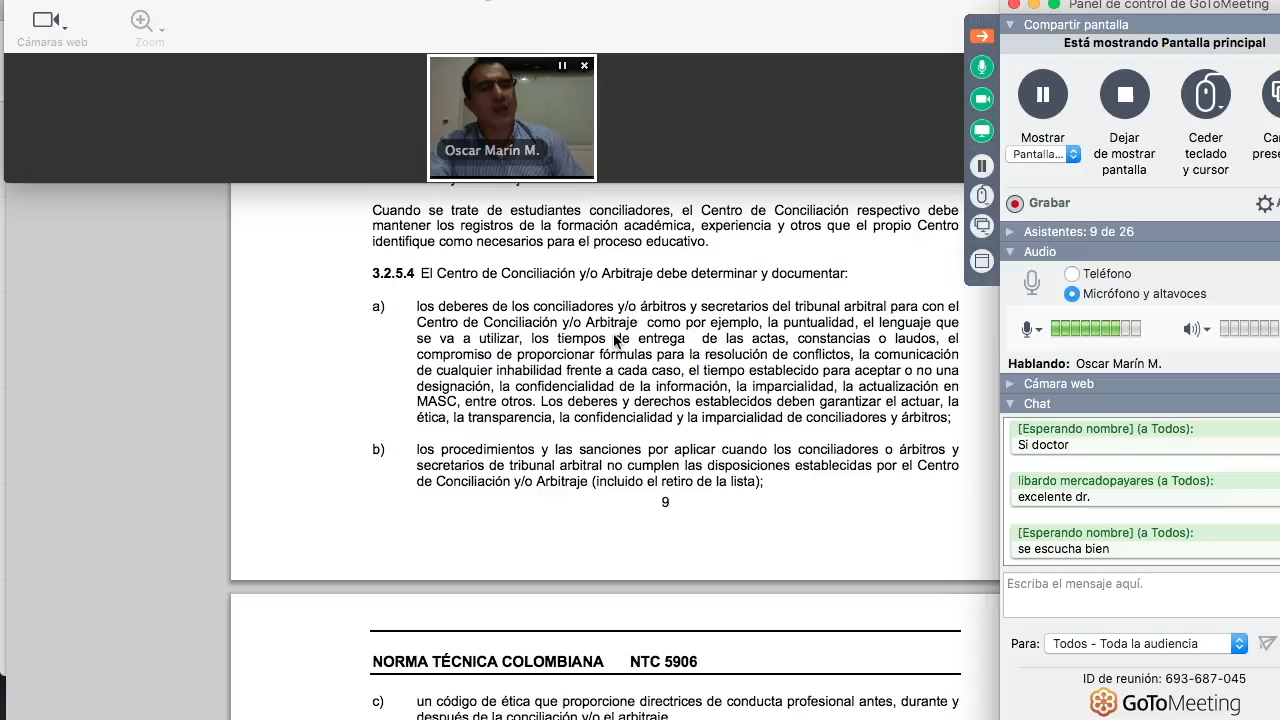 Cámaras web
Zoom
Oscar Marín M.
Cuando se trate de estudiantes conciliadores, el Centro de Conciliación respectivo debe
mantener los registros de la formación académica, experiencia y otros que el propio Centro
identifique como necesarios para el proceso educativo.
3.2.5.4 El Centro de Conciliación y/o Arbitraje debe determinar y documentar:
a) los deberes de los conciliadores y/o árbitros y secretarios del tribunal arbitral para con el
Centro de Conciliación y/o Arbitraje como por ejemplo, la puntualidad, el lenguaje que
se va a utilizar, los tiempos de entrega de las actas, constancias o laudos, el
compromiso de proporcionar fórmulas para la resolución de conflictos, la comunicación
de cualquier inhabilidad frente a cada caso, el tiempo establecido para aceptar o no una
designación, la confidencialidad de la información, la imparcialidad, la actualización en
MASC, entre otros. Los deberes y derechos establecidos deben garantizar el actuar, la
ética, la transparencia, la confidencialidad y la imparcialidad de conciliadores y árbitros;
b) los procedimientos y las sanciones por aplicar cuando los conciliadores o árbitros y
secretarios de tribunal arbitral no cumplen las disposiciones establecidas por el Centro
de Conciliación y/o Arbitraje (incluido el retiro de la lista);
9
NORMA TÉCNICA COLOMBIANA NTC 5906
c) un código de ética que proporcione directrices de conducta profesional antes, durante y
después de la conciliación y/o el arbitraje
Panel de control de GoToMeeting
Compartir pantalla
Está mostrando Pantalla principal
Mostrar
Pantalla...
Dejar
de mostrar
pantalla
Ceder
teclado
y cursor
Grabar
Asistentes: 9 de 26
Audio
Teléfono
Micrófono y altavoces
Hablando: Oscar Marín M.
Cámara web
Chat
[Esperando nombre] (a Todos):
Si doctor
libardo mercadopayares (a Todos):
excelente dr.
[Esperando nombre] (a Todos):
se escucha bien
Escriba el mensaje aquí.
Para: Todos - Toda la audiencia
ID de reunión: 693-687-045
GoToMeeting